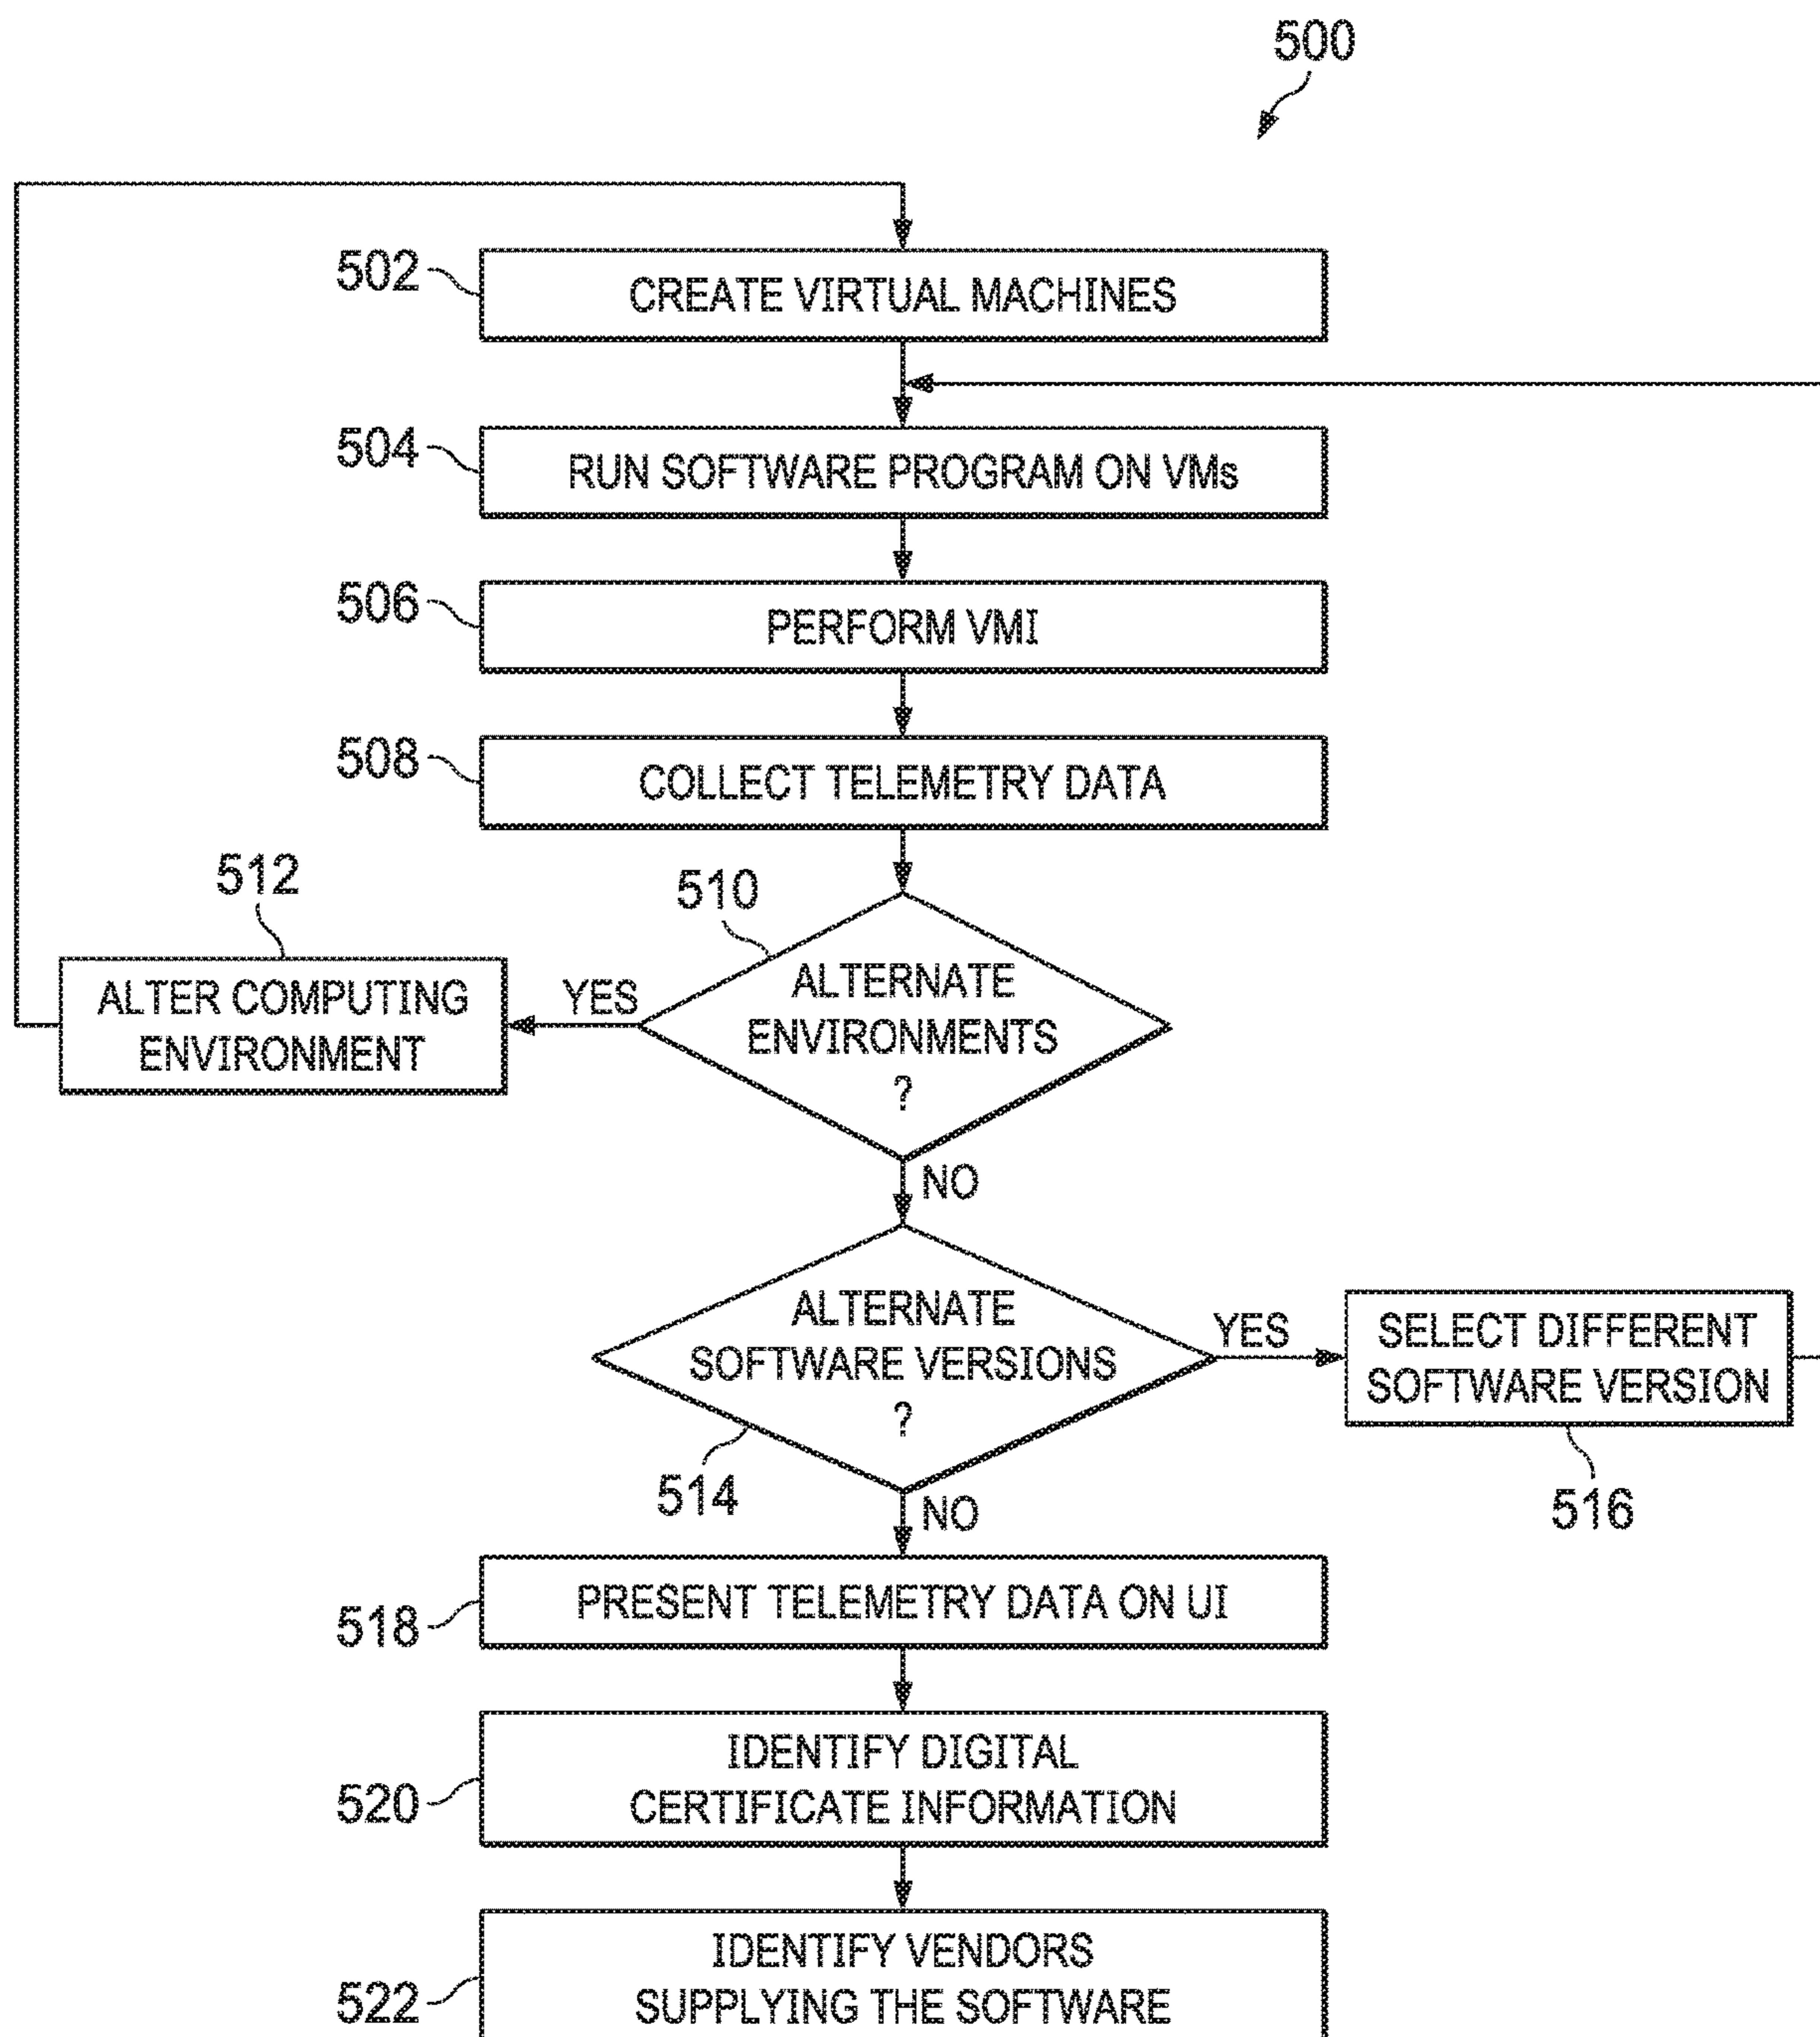 500
502
CREATE VIRTUAL MACHINES
504
RUN SOFTWARE PROGRAM ON VMs
506
PERFORM VMI
508
COLLECT TELEMETRY DATA
512
510
ALTER COMPUTING
ENVIRONMENT
YES
ALTERNATE
ENVIRONMENTS
?
NO
ALTERNATE
SOFTWARE VERSIONS
?
YES
SELECT DIFFERENT
SOFTWARE VERSION
514
516
NO
518
PRESENT TELEMETRY DATA ON UI
520
IDENTIFY DIGITAL
CERTIFICATE INFORMATION
522
IDENTIFY VENDORS
SUPPLYING THE SOFTWARE